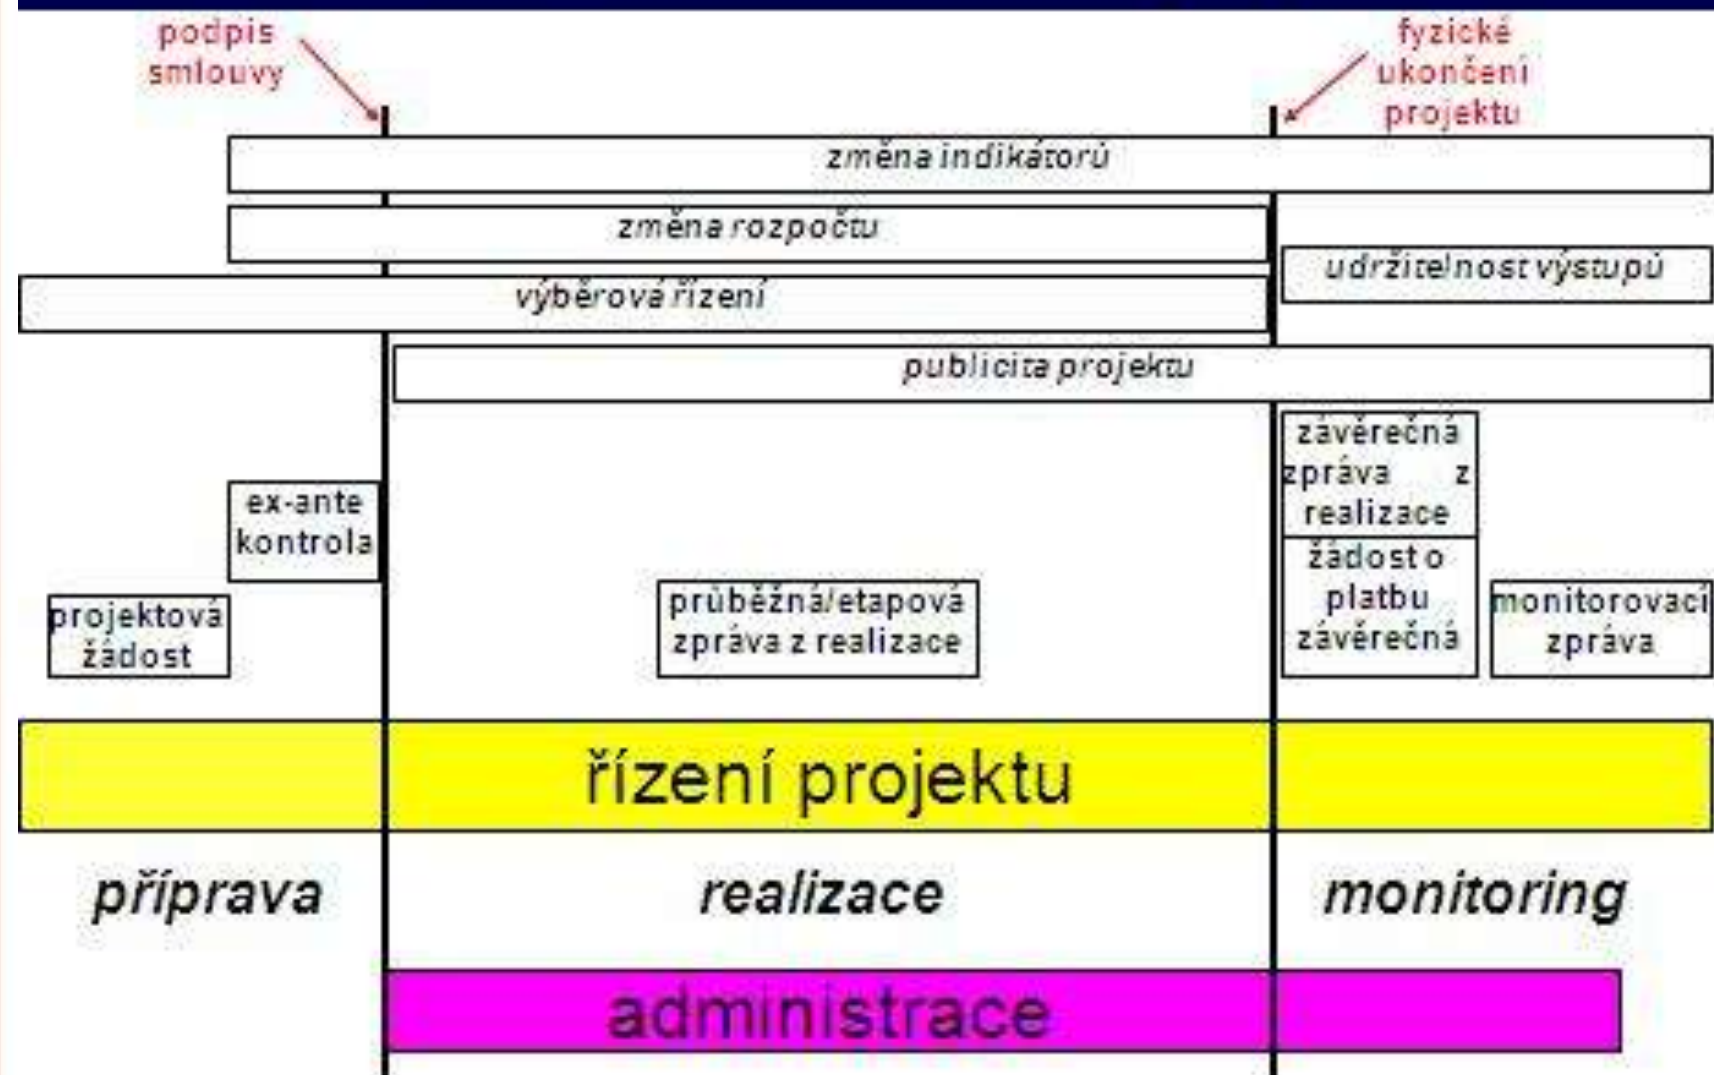 podpis
smlouvy
fyzické
ukončení
projektu
změna indikátorů
změna rozpočtu
udržitelnost výstupů
výběrová řízení
publicita projektu
závěrečná
zpráva z
realizace
ex-ante
kontrola
žádost o
platbu
závěrečná
projektová
žádost
průběžná/etapová
zpráva z realizace
monitorovací
zpráva
řízení projektu
příprava
realizace
monitoring
administrace